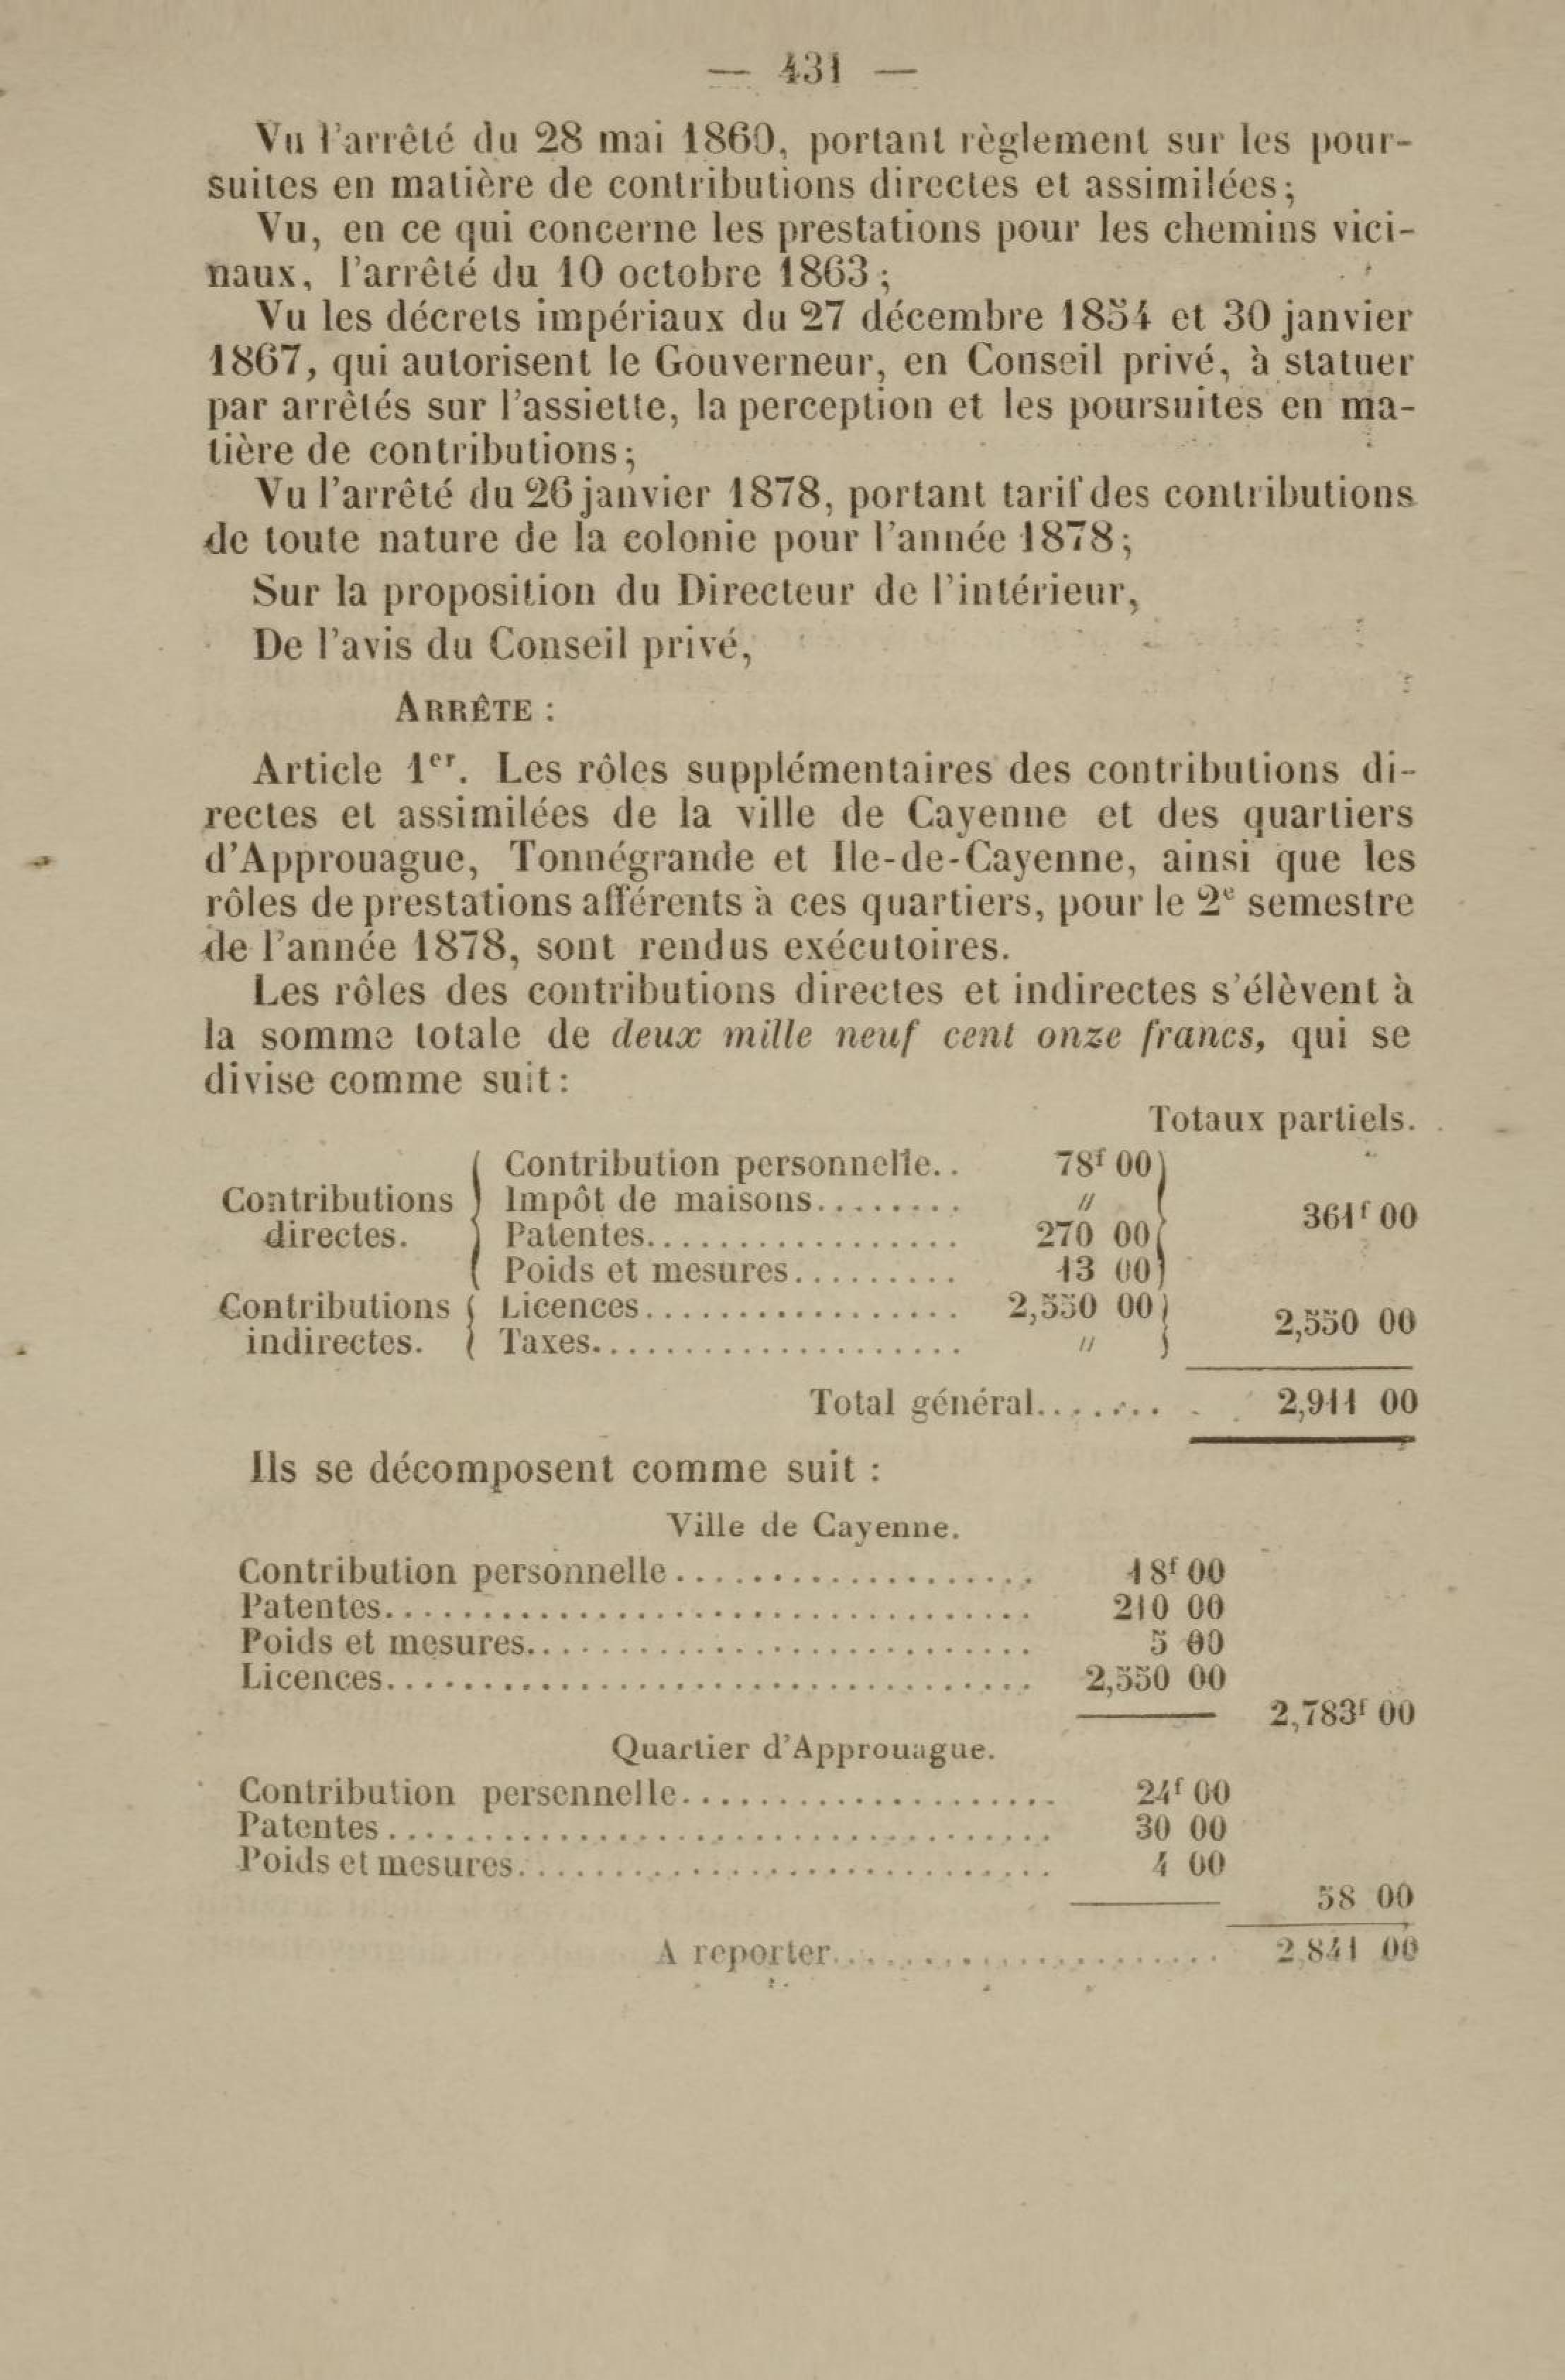 — 431 —
Vu l'arrêté du 28 mai 1860, portant règlement sur les pour-
suites en matière de contributions directes et assimilées;
Vu, en ce qui concerne les prestations pour les chemins vici-
naux, l'arrêté du 10 octobre 1863;
Vu les décrets impériaux du 27 décembre 1854 et 30 janvier
1867, qui autorisent le Gouverneur, en Conseil privé, à statuer
par arrêtés sur l'assiette, la perception et les poursuites en ma-
tière de contributions;
Vu l'arrêté du 26 janvier 1878, portant tarif des contributions
de toute nature de la colonie pour l'année 1878;
Sur la proposition du Directeur de l'intérieur,
De l'avis du Conseil privé,
ARRÊTE :
Article 1er. Les rôles supplémentaires des contributions di-
rectes et assimilées de la ville de Cayenne et des quartiers
d'Approuague, Tonnégrande et Ile-de-Cayenne, ainsi que les
rôles de prestations afférents à ces quartiers, pour le 2e semestre
de l'année 1878, sont rendus exécutoires.
Les rôles des contributions directes et indirectes s'élèvent à
la somme totale de deux mille neuf cent onze francs, qui se
divise comme suit:
Totaux partiels.
Contribution personnelle.. 78f 00
Contributions Impôt de maisons........ "
361f 00
directes. Patentes................. 270 00
Poids et mesures......... 13 00
Contributions Licences................. 2,550 00
2,550 00
indirectes. Taxes.................... "
Total général....... 2,911 00
Ils se décomposent comme suit :
Ville de Cayenne.
Contribution personnelle................... 18f 00
Patentes.................................. 210 00
Poids et mesures.......................... 5 00
Licences.................................. 2,550 00
2,783f 00
Quartier d'Approuague.
Contribution personnelle.................... 24f 00
Patentes................................... 30 00
Poids et mesures............................ 4 00
58 00
A reporter..................... 2,841 00